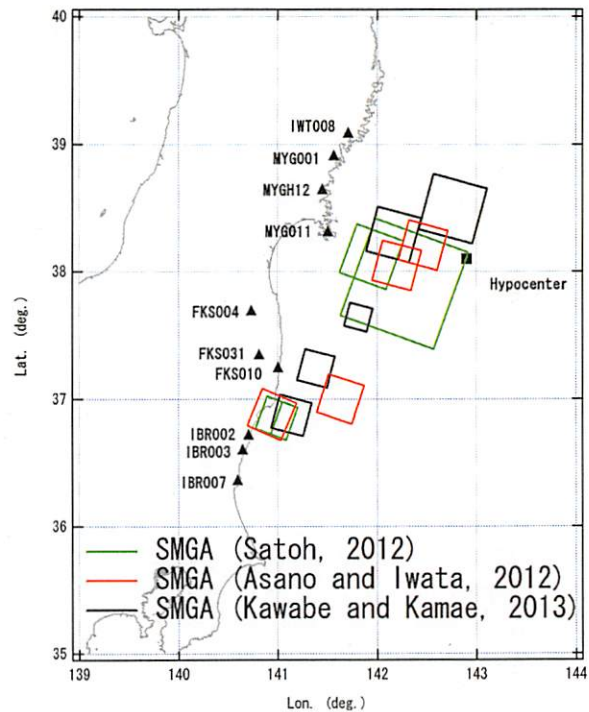 40
39
38
37
36
35
Lat. (deg.)
IWT008
MYG001
MYGH12
MYG011
Hypocenter
FKS004
FKS031
FKS010
IBR002
IBR003
IBR007
SMGA (Satoh, 2012)
SMGA (Asano and Iwata, 2012)
SMGA (Kawabe and Kamae, 2013)
139
140
141
142
143
144
Lon. (deg.)